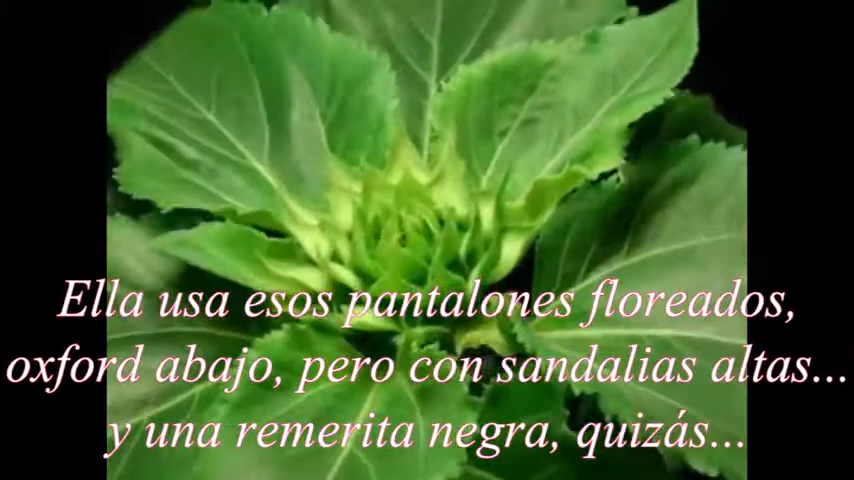 Ella usa esos pantalones floreados,
oxford abajo, pero con sandalias altas...
y una remerita negra, quizás...